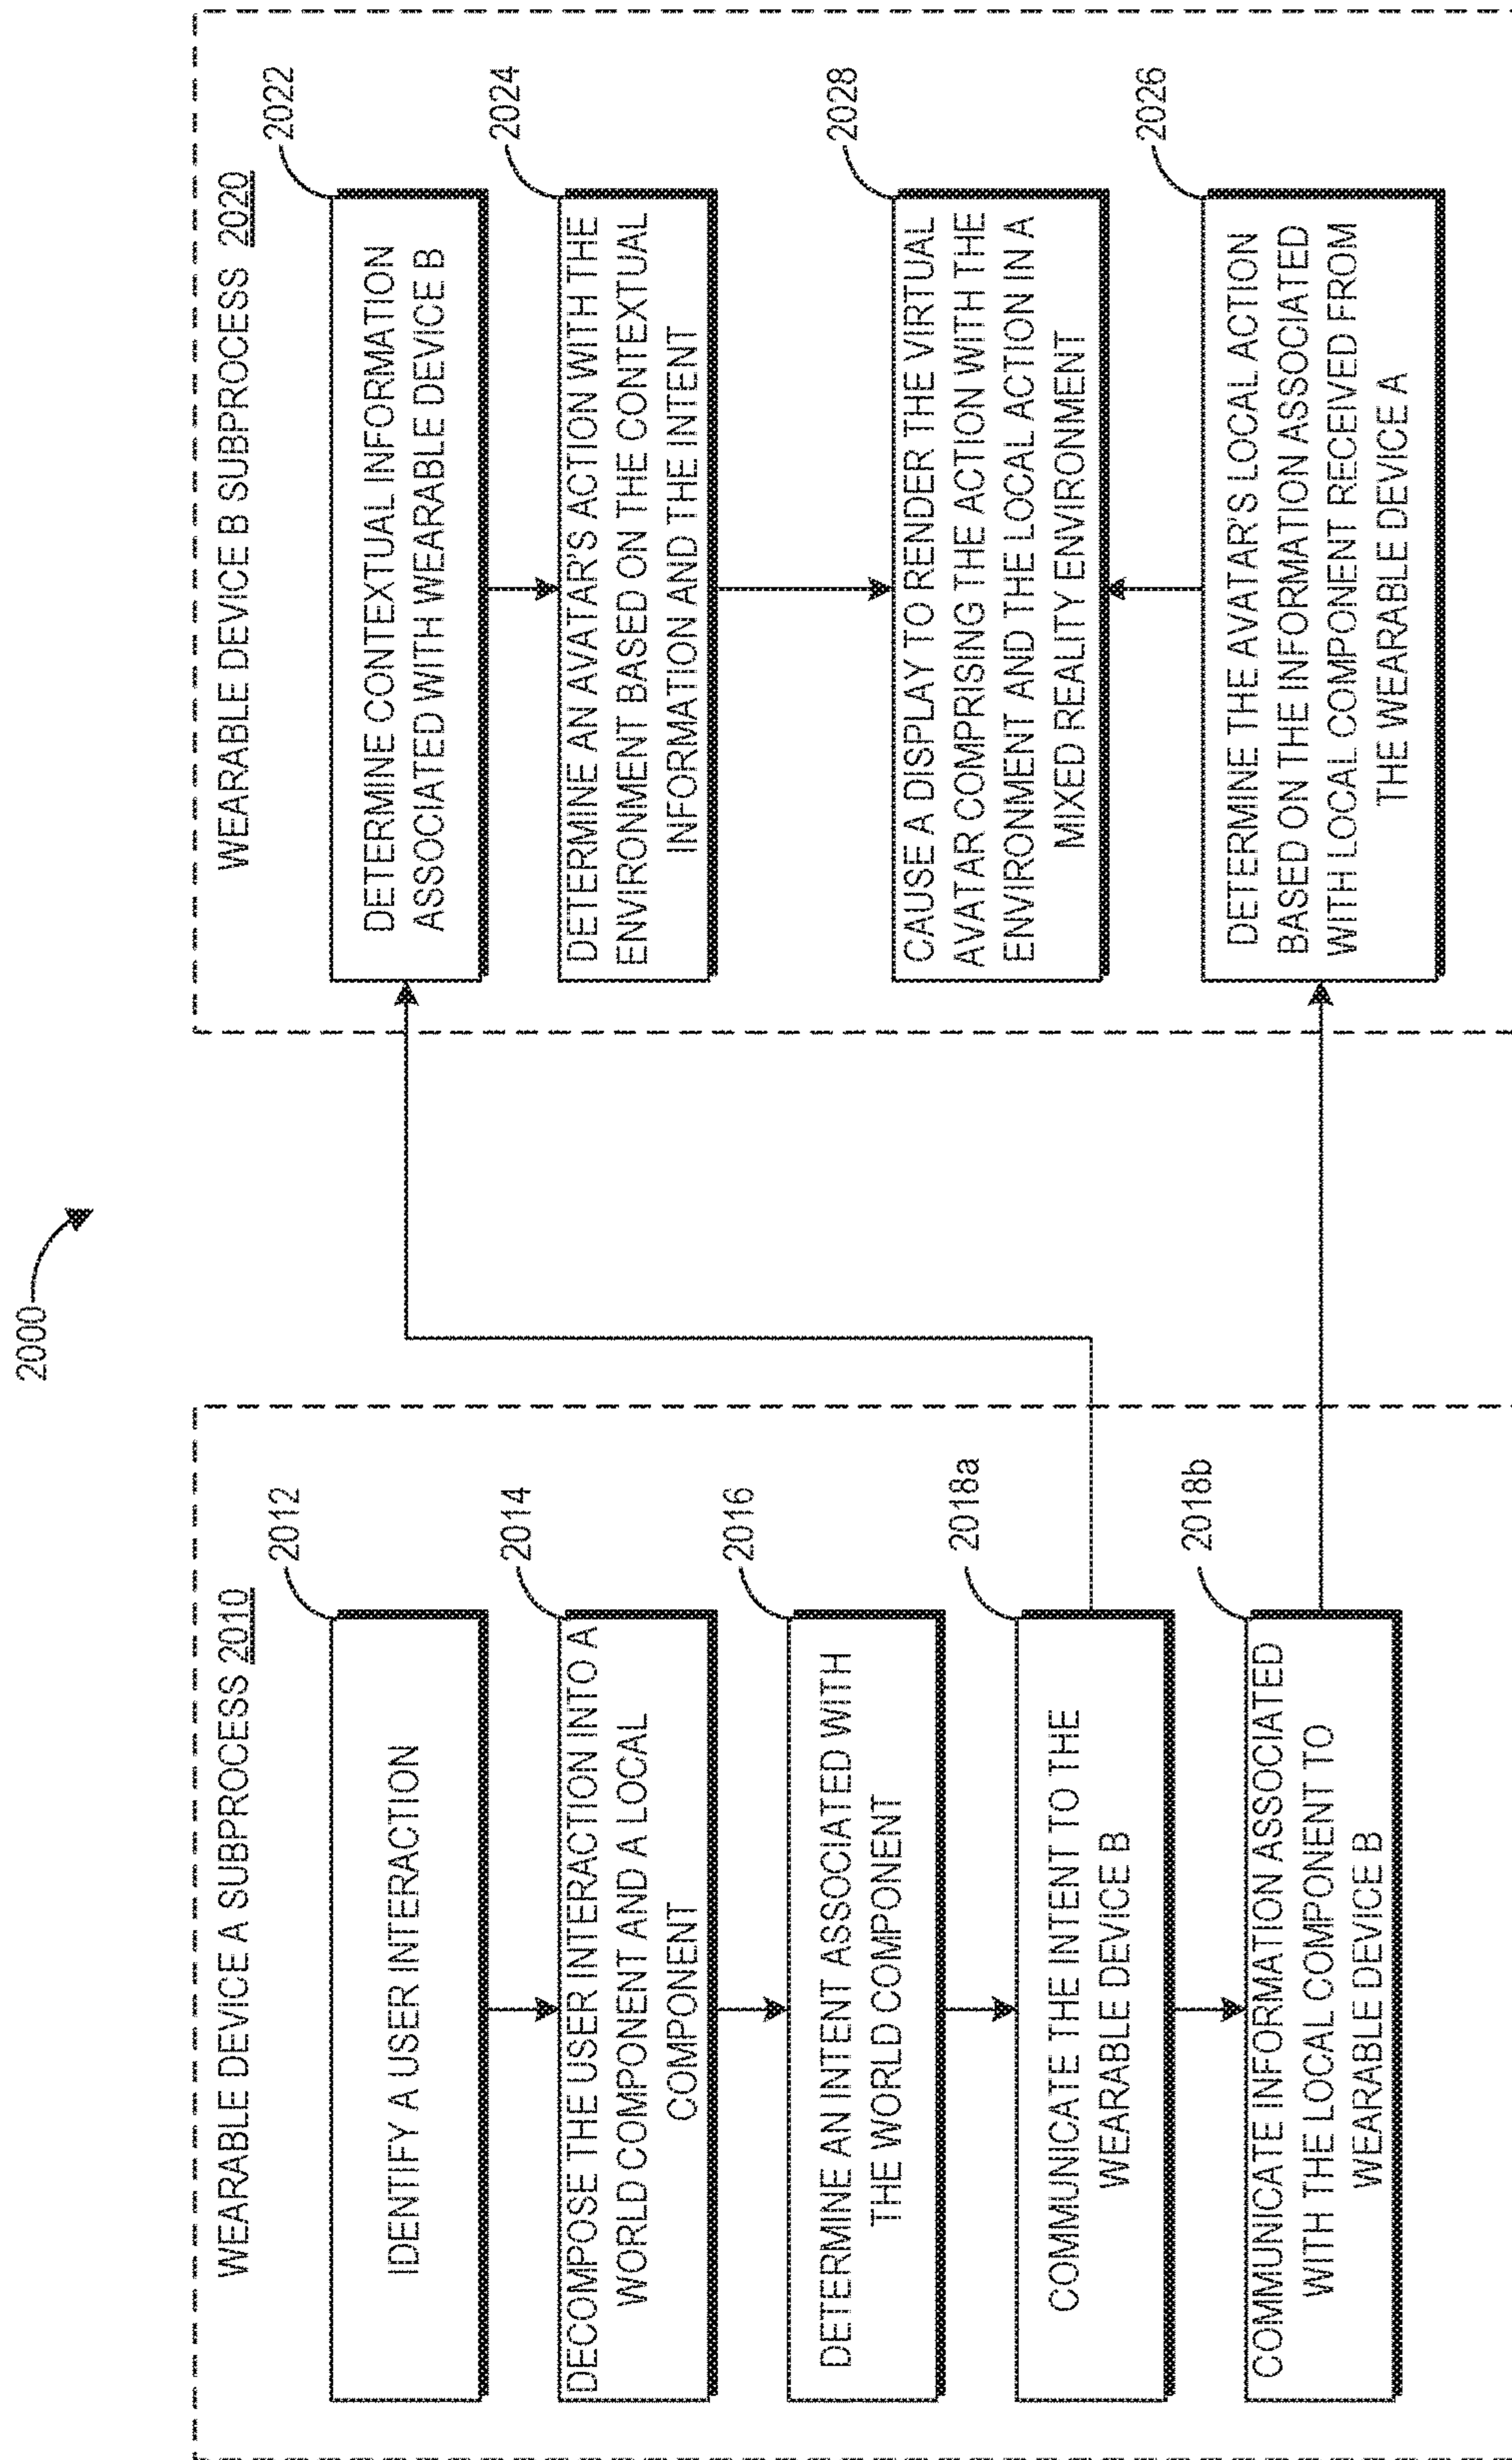 2000
WEARABLE DEVICE A SUBPROCESS 2010
2012
IDENTIFY A USER INTERACTION
2014
DECOMPOSE THE USER INTERACTION INTO A
WORLD COMPONENT AND A LOCAL
COMPONENT
2016
DETERMINE AN INTENT ASSOCIATED WITH
THE WORLD COMPONENT
2018a
COMMUNICATE THE INTENT TO THE
WEARABLE DEVICE B
2018b
COMMUNICATE INFORMATION ASSOCIATED
WITH THE LOCAL COMPONENT TO
WEARABLE DEVICE B
WEARABLE DEVICE B SUBPROCESS 2020
2022
DETERMINE CONTEXTUAL INFORMATION
ASSOCIATED WITH WEARABLE DEVICE B
2024
DETERMINE AN AVATAR'S ACTION WITH THE
ENVIRONMENT BASED ON THE CONTEXTUAL
INFORMATION AND THE INTENT
2028
CAUSE A DISPLAY TO RENDER THE VIRTUAL
AVATAR COMPRISING THE ACTION WITH THE
ENVIRONMENT AND THE LOCAL ACTION IN A
MIXED REALITY ENVIRONMENT
2026
DETERMINE THE AVATAR'S LOCAL ACTION
BASED ON THE INFORMATION ASSOCIATED
WITH LOCAL COMPONENT RECEIVED FROM
THE WEARABLE DEVICE A